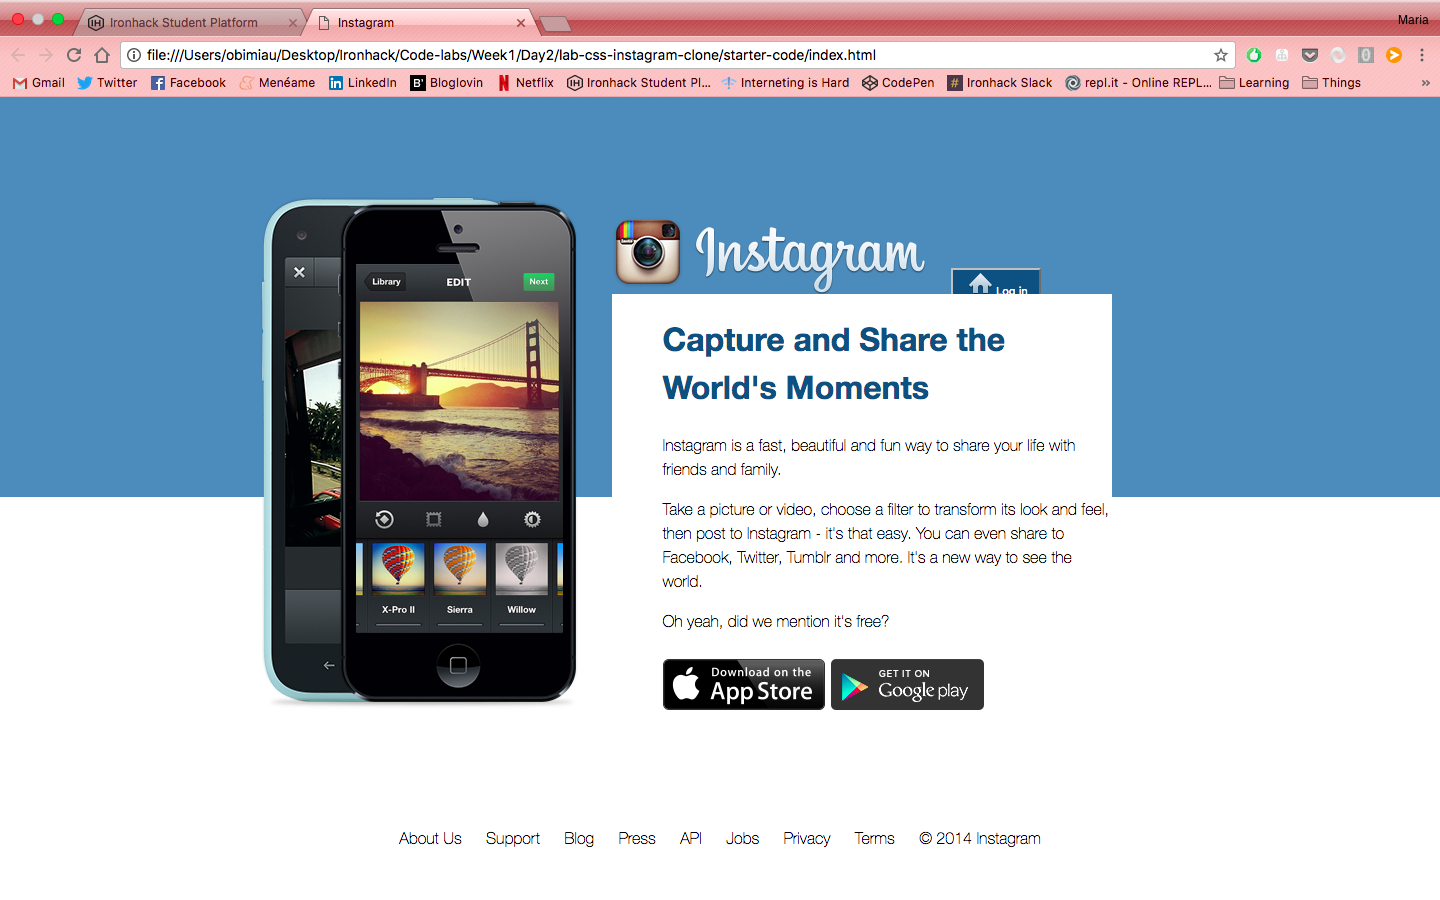 Ironhack Student Platform
Instagram
Maria
file:///Users/obimiau/Desktop/Ironhack/Code-labs/Week1/Day2/lab-css-instagram-clone/starter-code/index.html
Gmail Twitter Facebook Menéame LinkedIn B' Bloglovin Netflix IH Ironhack Student Pl... Interneting is Hard CodePen # Ironhack Slack repl.it - Online REPL... Learning Things »
Instagram
Log in
Library EDIT Next
Capture and Share the
World's Moments
Instagram is a fast, beautiful and fun way to share your life with
friends and family.
Take a picture or video, choose a filter to transform its look and feel,
then post to Instagram - it's that easy. You can even share to
Facebook, Twitter, Tumblr and more. It's a new way to see the
world.
X-Pro II Sierra Willow
Oh yeah, did we mention it's free?
Download on the
App Store
GET IT ON
Google play
About Us Support Blog Press API Jobs Privacy Terms © 2014 Instagram